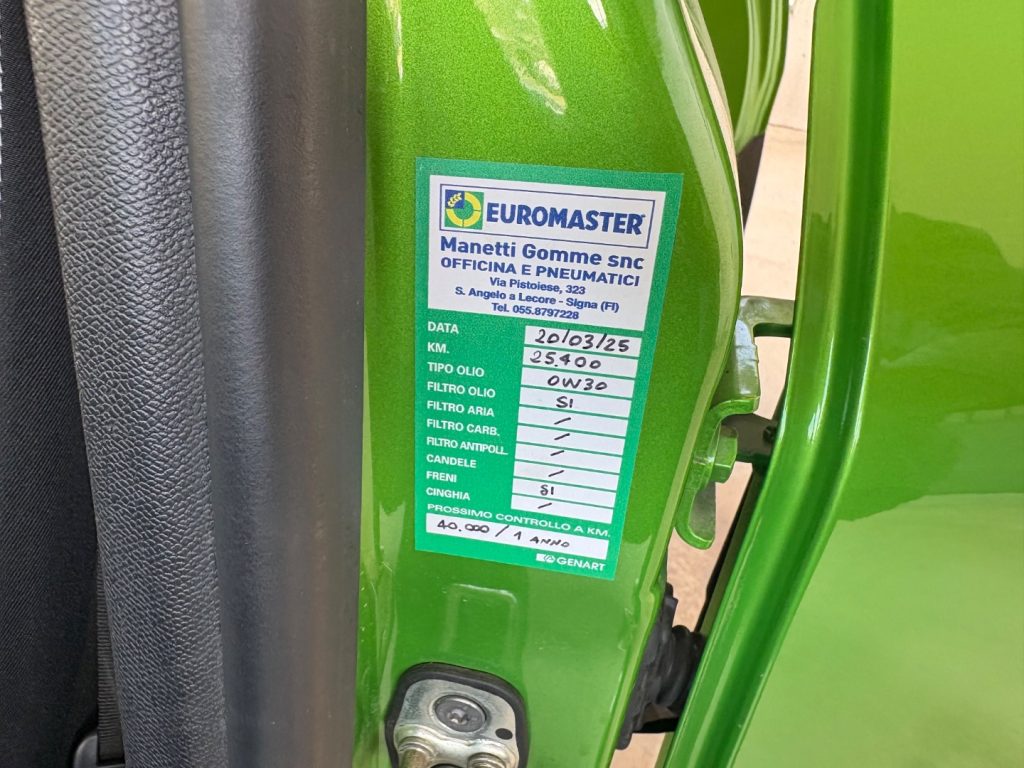 EUROMASTER
Manetti Gomme snc
OFFICINA E PNEUMATICI
Via Pistoiese, 323
S. Angelo a Lecore - Signa (FI)
Tel. 055.8797228
DATA 20/03/25
KM. 25.400
TIPO OLIO 0W30
FILTRO OLIO SI
FILTRO ARIA /
FILTRO CARB. /
FILTRO ANTIPOLL. /
CANDELE /
FRENI SI
CINGHIA /
PROSSIMO CONTROLLO A KM.
40.000 / 1 ANNO
GENART